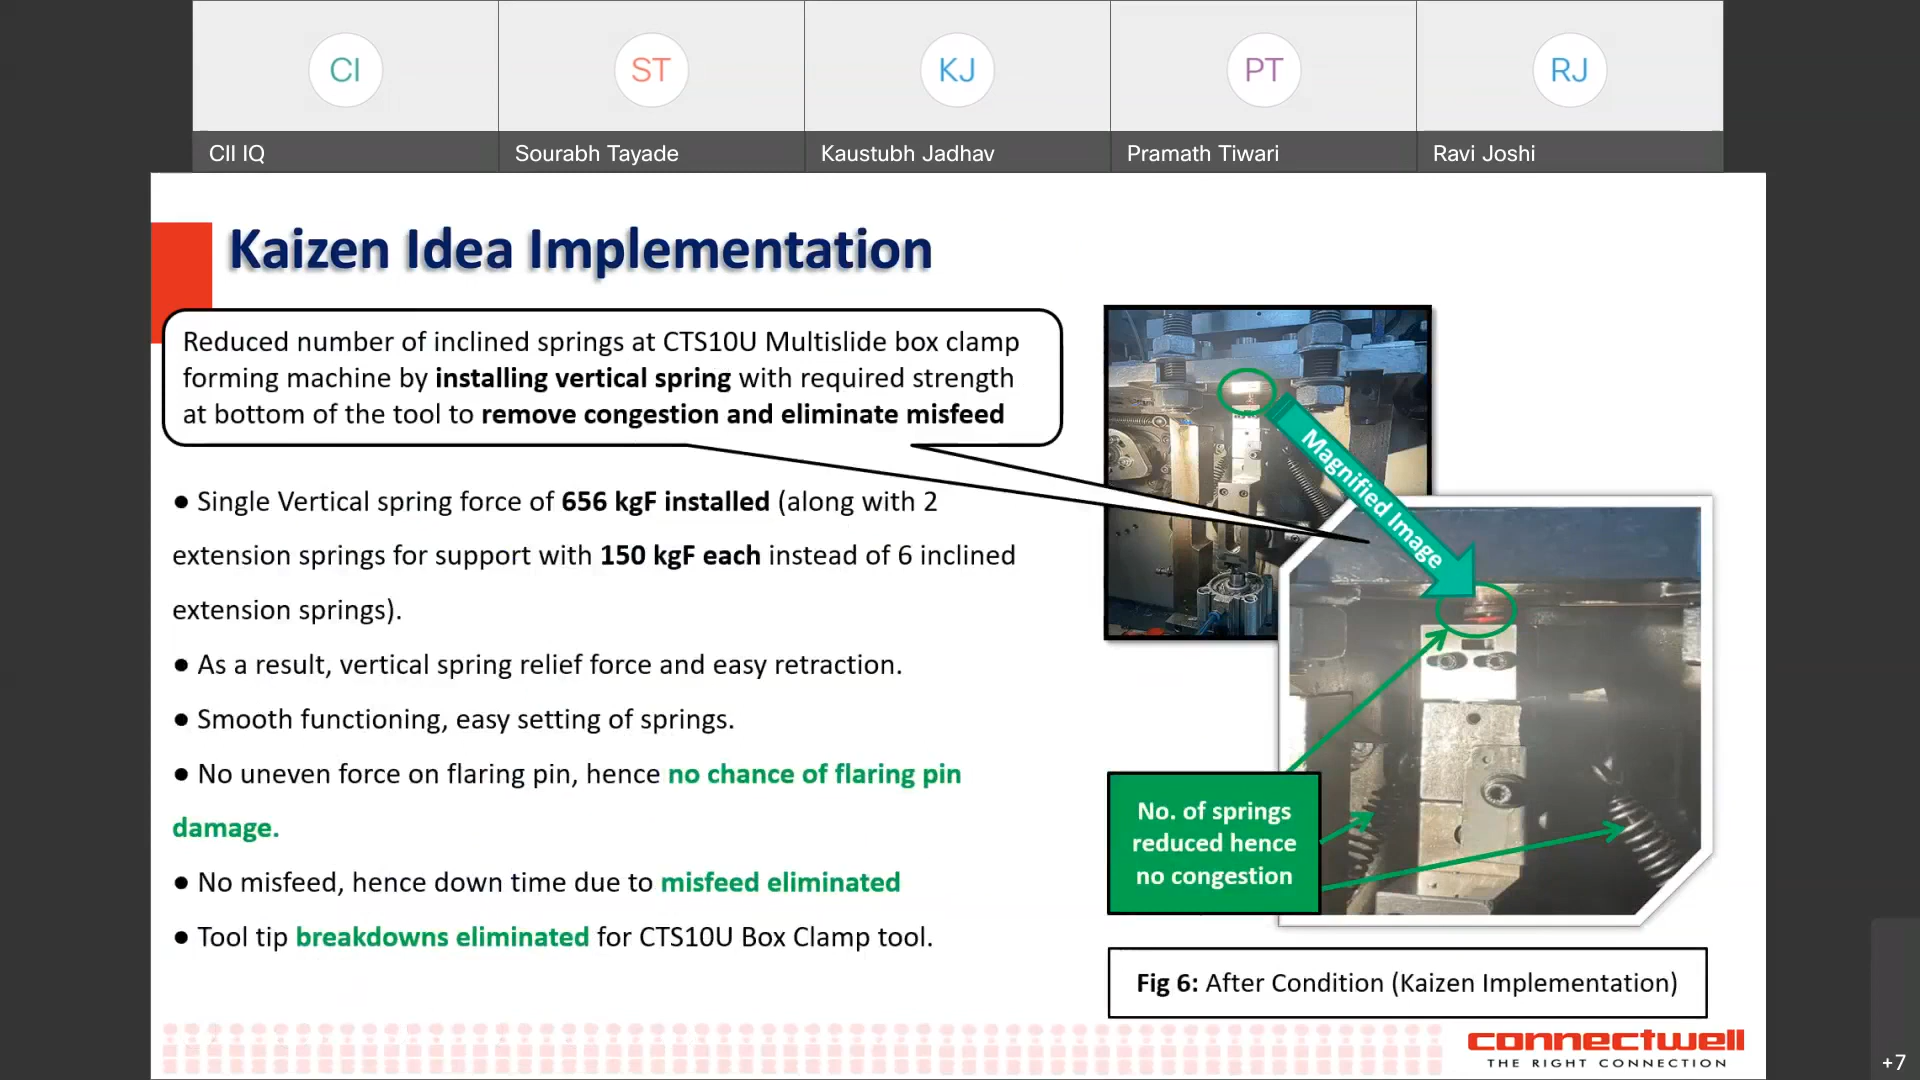 CI
ST
KJ
PT
RJ
CII IQ
Sourabh Tayade
Kaustubh Jadhav
Pramath Tiwari
Ravi Joshi
Kaizen Idea Implementation
Reduced number of inclined springs at CTS10U Multislide box clamp
forming machine by installing vertical spring with required strength
at bottom of the tool to remove congestion and eliminate misfeed
● Single Vertical spring force of 656 kgF installed (along with 2
extension springs for support with 150 kgF each instead of 6 inclined
extension springs).
● As a result, vertical spring relief force and easy retraction.
● Smooth functioning, easy setting of springs.
● No uneven force on flaring pin, hence no chance of flaring pin
damage.
● No misfeed, hence down time due to misfeed eliminated
● Tool tip breakdowns eliminated for CTS10U Box Clamp tool.
Magnified Image
No. of springs
reduced hence
no congestion
Fig 6: After Condition (Kaizen Implementation)
connectwell
THE RIGHT CONNECTION
+7